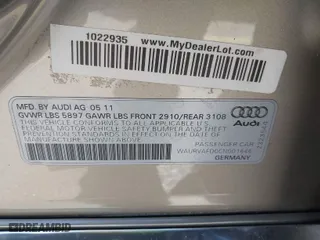 1022935
www.MyDealerLot.com
MFD. BY AUDI AG 05 11
GVWR LBS 5897 GAWR LBS FRONT 2910/REAR 3108
THIS VEHICLE CONFORMS TO ALL APPLICABLE U.S.
FEDERAL MOTOR VEHICLE SAFETY BUMPER AND THEFT
PREVENTION STANDARDS IN EFFECT ON THE DATE OF
MANUFACTURE SHOWN ABOVE
Audi
PASSENGER CAR
GERMANY
DREAMBID